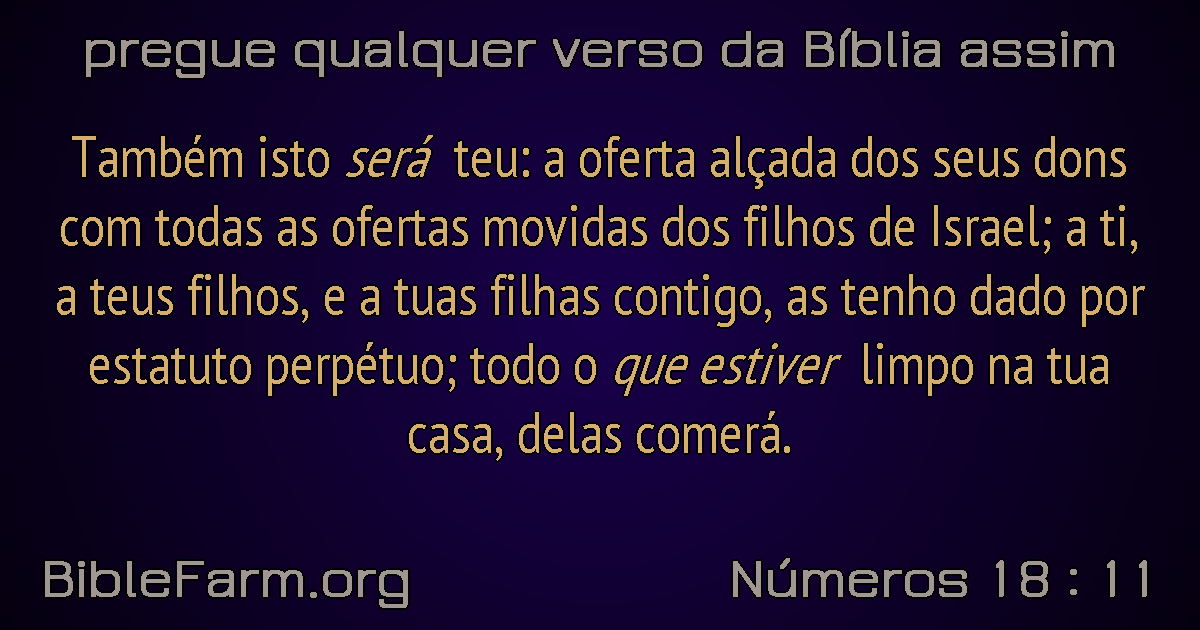 pregue qualquer verso da Bíblia assim
Também isto será teu: a oferta alçada dos seus dons
com todas as ofertas movidas dos filhos de Israel; a ti,
a teus filhos, e a tuas filhas contigo, as tenho dado por
estatuto perpétuo; todo o que estiver limpo na tua
casa, delas comerá.
BibleFarm.org
Números 18 : 11